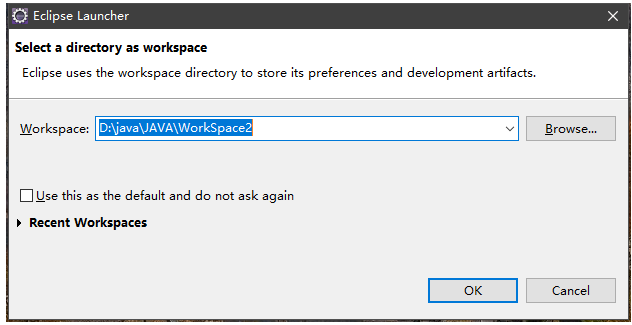 Eclipse Launcher
Select a directory as workspace
Eclipse uses the workspace directory to store its preferences and development artifacts.
Workspace: D:\java\JAVA\WorkSpace2 Browse...
Use this as the default and do not ask again
Recent Workspaces
OK Cancel